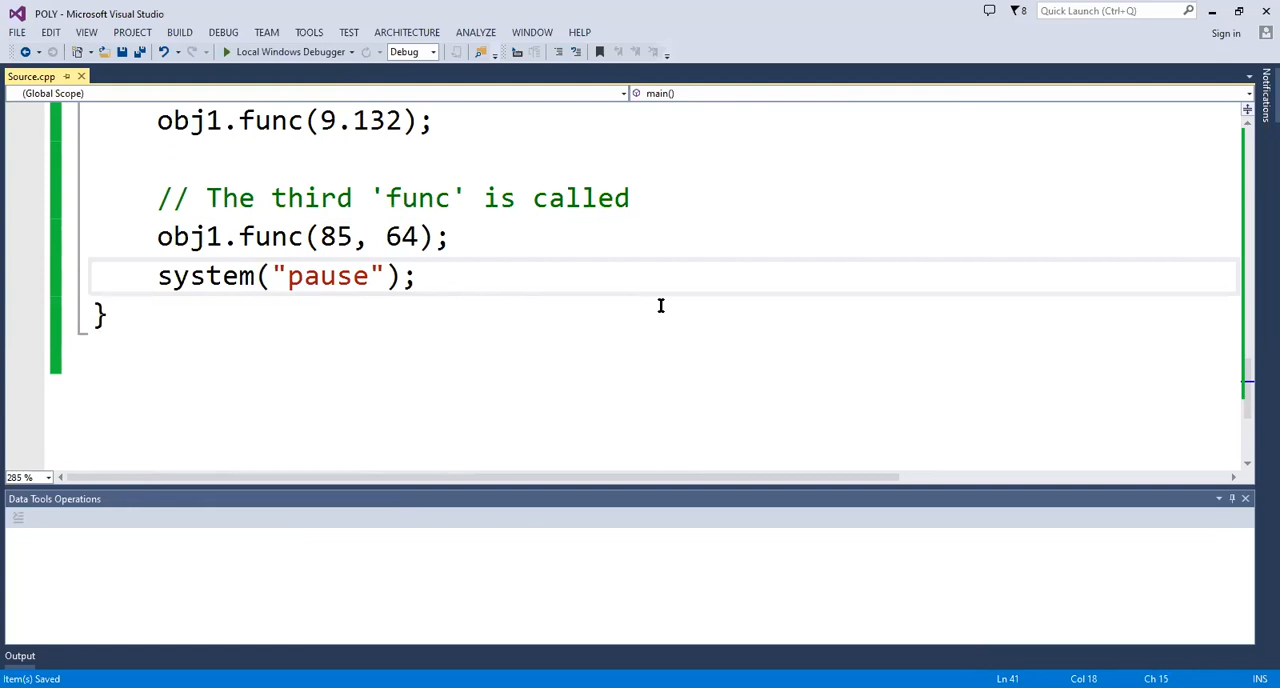 POLY - Microsoft Visual Studio
8
Quick Launch (Ctrl+Q)
FILE EDIT VIEW PROJECT BUILD DEBUG TEAM TOOLS TEST ARCHITECTURE ANALYZE WINDOW HELP
Sign in
Local Windows Debugger
Debug
Source.cpp
(Global Scope)
main()
Notifications
obj1.func(9.132);
// The third 'func' is called
obj1.func(85, 64);
system("pause");
}
285 %
Data Tools Operations
Output
Item(s) Saved
Ln 41
Col 18
Ch 15
INS